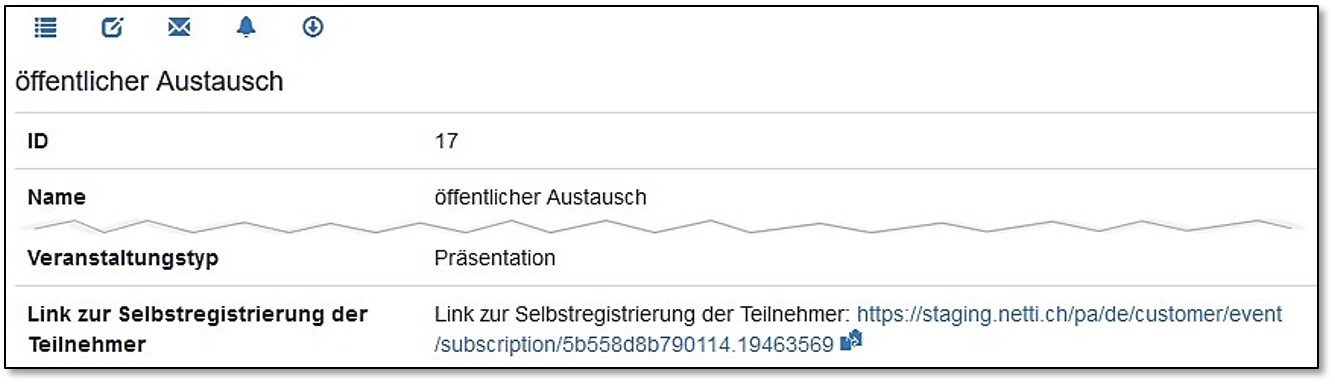 öffentlicher Austausch
ID 17
Name öffentlicher Austausch
Veranstaltungstyp Präsentation
Link zur Selbstregistrierung der Teilnehmer: https://staging.netti.ch/pa/de/customer/event
Link zur Selbstregistrierung der
Teilnehmer
/subscription/5b558d8b790114.19463569